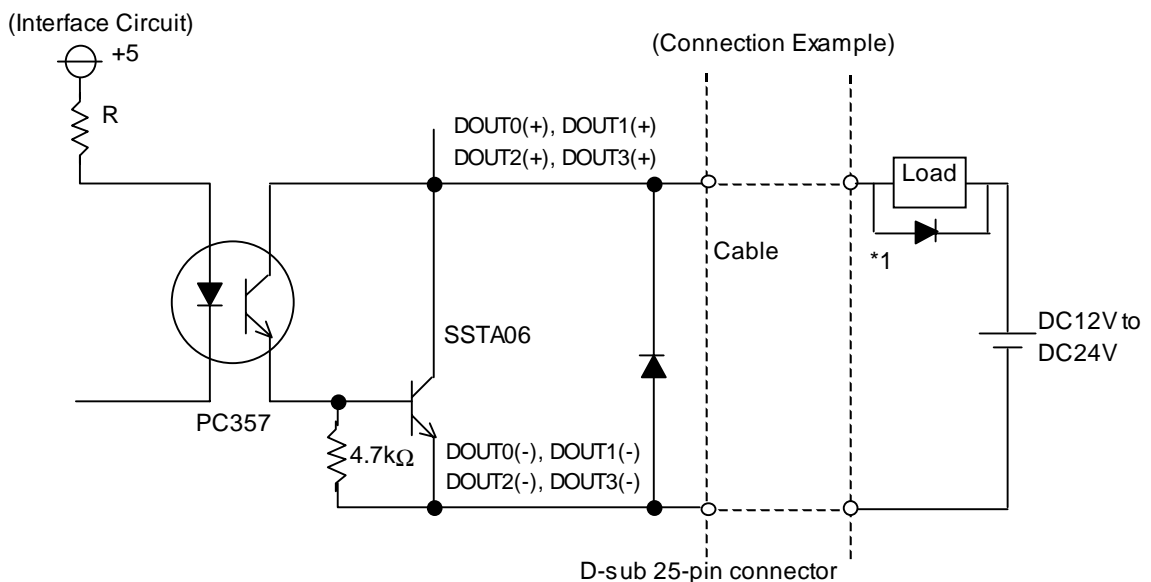 (Interface Circuit)
+5
(Connection Example)
R
DOUT0(+), DOUT1(+)
DOUT2(+), DOUT3(+)
Load
Cable
*1
SSTA06
DC12V to
DC24V
PC357
4.7kΩ
DOUT0(-), DOUT1(-)
DOUT2(-), DOUT3(-)
D-sub 25-pin connector